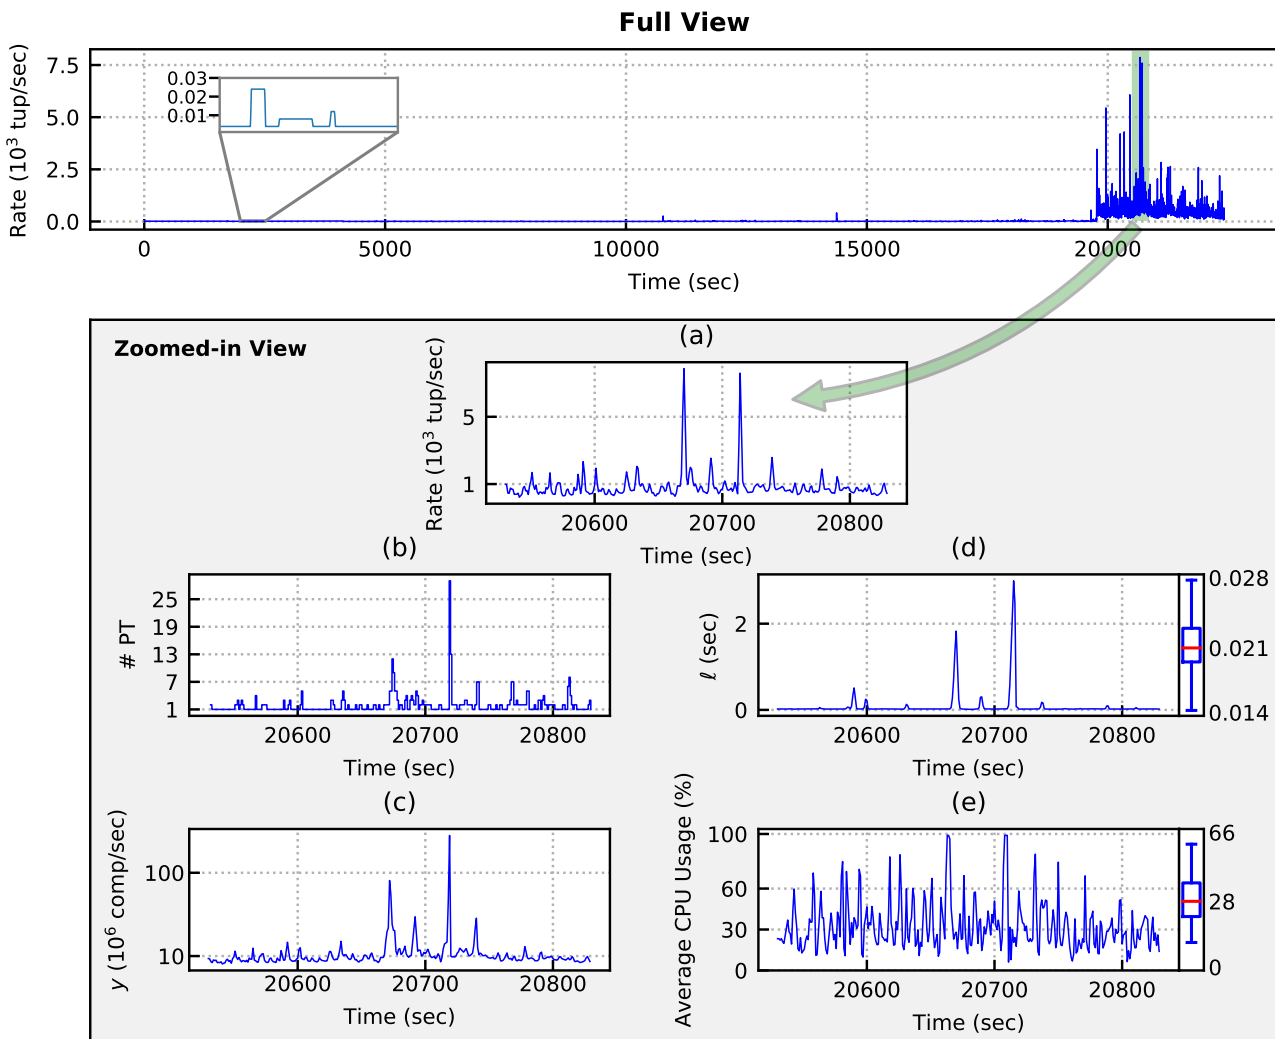 Full View
Rate (10³ tup/sec)
7.5
5.0
2.5
0.0
0.03
0.02
0.01
0 5000 10000 15000 20000
Time (sec)
Zoomed-in View
(a)
Rate (10³ tup/sec)
5
1
20600 20700 20800
Time (sec)
(b)
# PT
25
19
13
7
1
20600 20700 20800
Time (sec)
(d)
ℓ (sec)
2
0
20600 20700 20800
Time (sec)
0.028
0.021
0.014
(c)
y (10⁶ comp/sec)
100
10
20600 20700 20800
Time (sec)
(e)
Average CPU Usage (%)
100
60
30
0
20600 20700 20800
Time (sec)
66
28
0